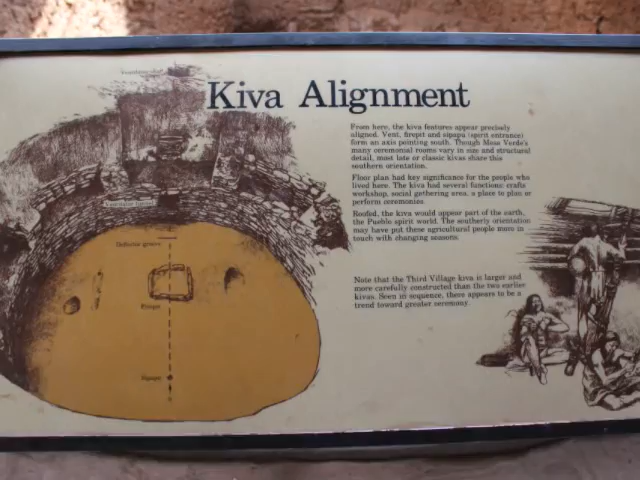 Kiva Alignment
From here, the kiva features appear precisely
aligned. Vent, firepit and sipapu (spirit entrance)
form an axis pointing south. Though Mesa Verde's
many ceremonial rooms vary in size and structural
detail, most late or classic kivas share this
southern orientation.
Floor plan had key significance for the people who
lived here. The kiva had several functions: crafts
workshop, social gathering area, a place to plan or
perform ceremonies.
Roofed, the kiva would appear part of the earth,
the Pueblo spirit world. The southerly orientation
may have put these agricultural people more in
touch with changing seasons.
Note that the Third Village kiva is larger and
more carefully constructed than the two earlier
kivas. Seen in sequence, there appears to be a
trend toward greater ceremony.
Ventilator tunnel
Deflector groove
Firepit
Sipapu